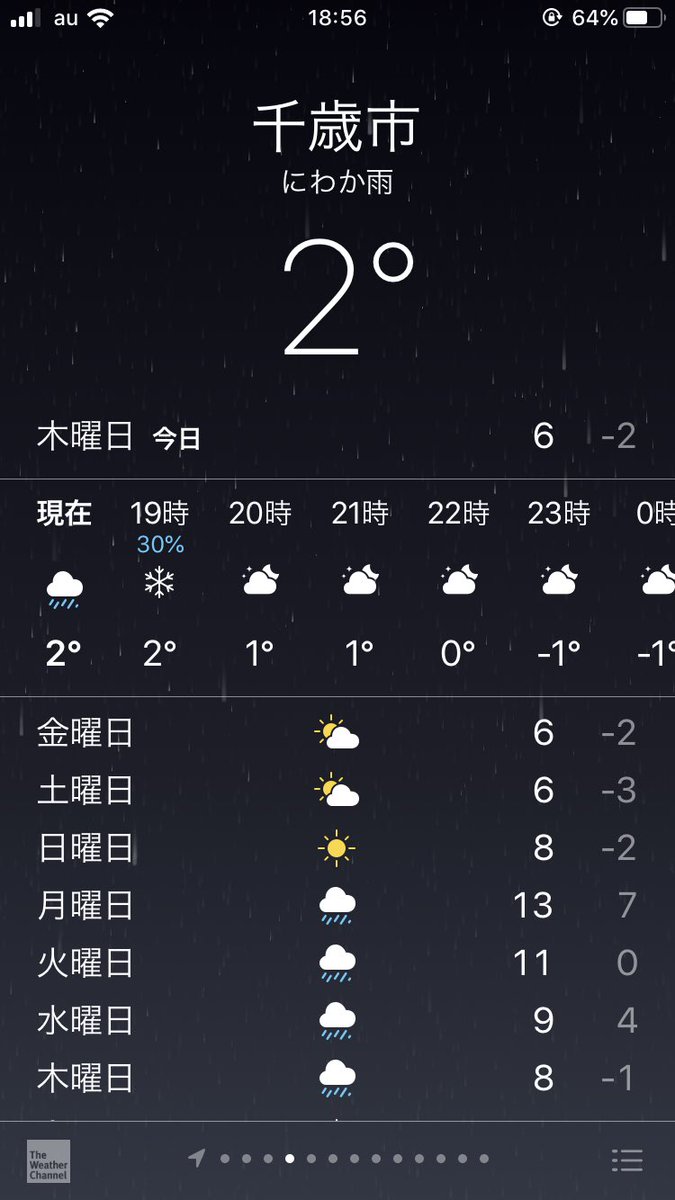 au 18:56 64%
千歳市
にわか雨
2°
木曜日 今日 6 -2
現在 19時 20時 21時 22時 23時 0時
30%
2° 2° 1° 1° 0° -1° -1°
金曜日 6 -2
土曜日 6 -3
日曜日 8 -2
月曜日 13 7
火曜日 11 0
水曜日 9 4
木曜日 8 -1
The
Weather
Channel